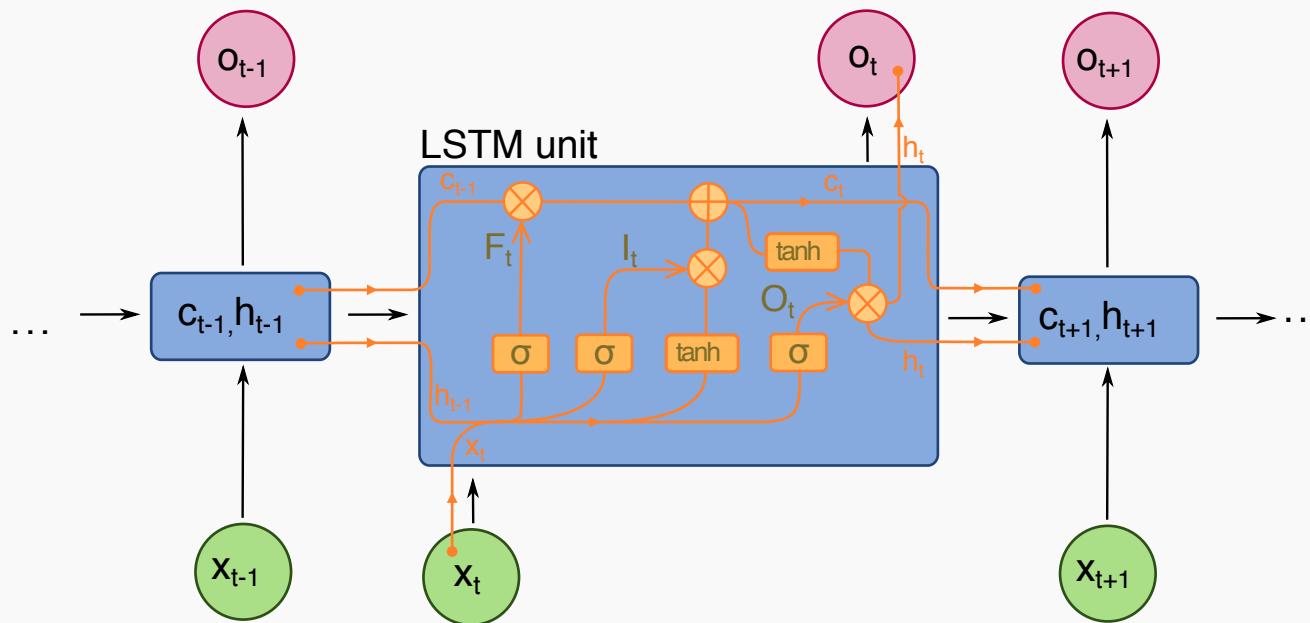 o_{t-1}
o_t
o_{t+1}
LSTM unit
h_t
c_{t-1}
c_t
F_t
I_t
tanh
O_t
...
c_{t-1},h_{t-1}
c_{t+1},h_{t+1}
...
σ
σ
tanh
σ
h_t
h_{t-1}
x_t
x_{t-1}
x_t
x_{t+1}